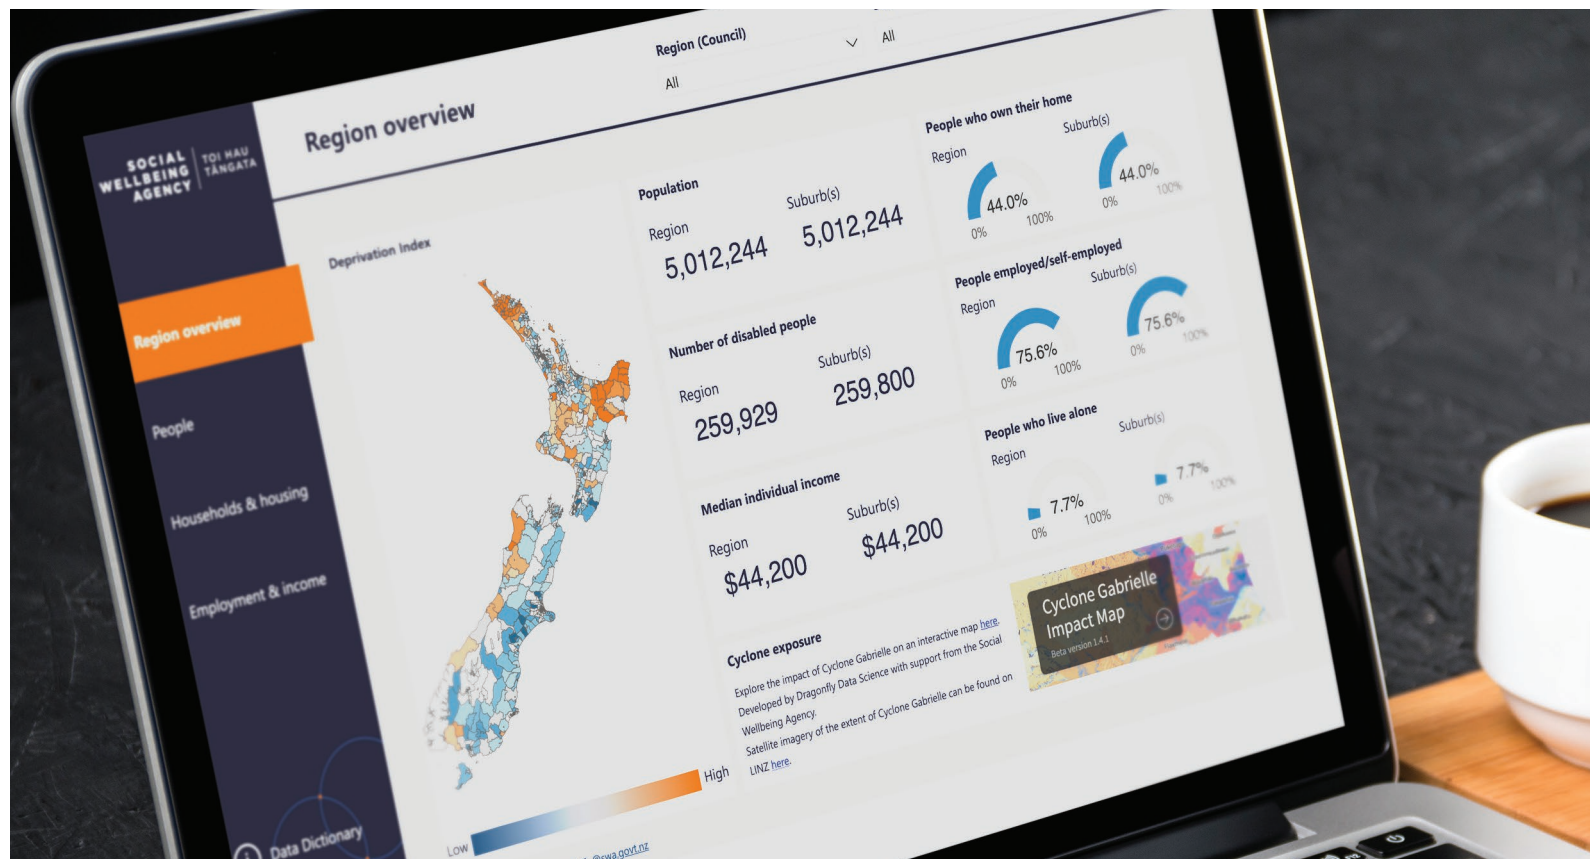 SOCIAL
WELLBEING
AGENCY
TOI HAU
TĀNGATA
Region overview
People
Households & housing
Employment & income
Data Dictionary
Region overview
Region (Council)
All
All
Deprivation Index
Low
High
Population
Region
Suburb(s)
5,012,244
5,012,244
Number of disabled people
Region
Suburb(s)
259,929
259,800
Median individual income
Region
Suburb(s)
$44,200
$44,200
Cyclone exposure
Explore the impact of Cyclone Gabrielle on an interactive map here.
Developed by Dragonfly Data Science with support from the Social
Wellbeing Agency.
Satellite imagery of the extent of Cyclone Gabrielle can be found on
LINZ here.
People who own their home
Region
Suburb(s)
44.0%
44.0%
0%
100%
0%
100%
People employed/self-employed
Region
Suburb(s)
75.6%
75.6%
0%
100%
0%
100%
People who live alone
Region
Suburb(s)
7.7%
7.7%
0%
100%
0%
100%
Cyclone Gabrielle
Impact Map
Beta version 1.4.1
@swa.govt.nz